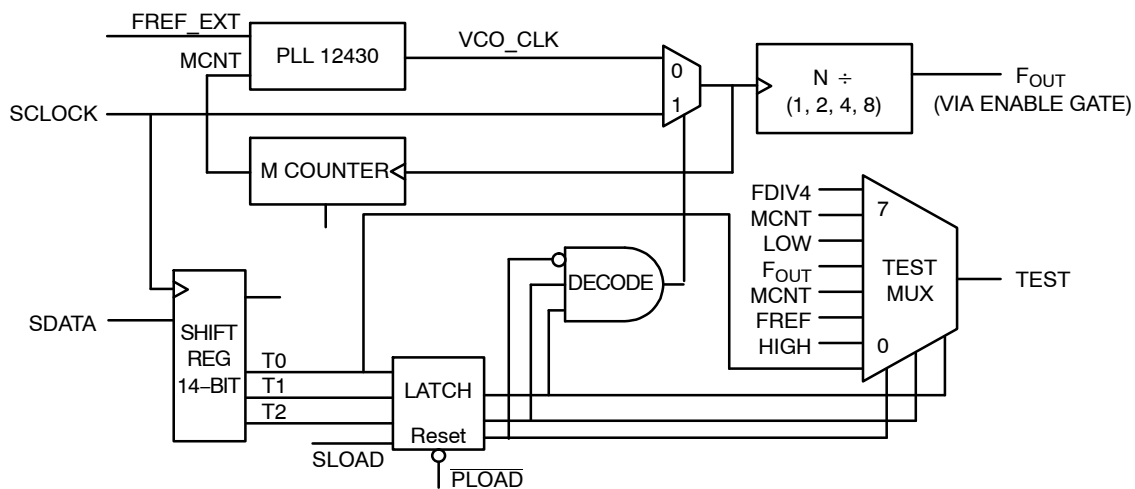 FREF_EXT
MCNT
PLL 12430
VCO_CLK
0
1
N ÷
(1, 2, 4, 8)
FOUT
(VIA ENABLE GATE)
SCLOCK
M COUNTER
FDIV4
MCNT
LOW
FOUT
MCNT
FREF
HIGH
7
TEST
MUX
0
TEST
DECODE
SDATA
SHIFT
REG
14−BIT
T0
T1
T2
LATCH
Reset
SLOAD
PLOAD